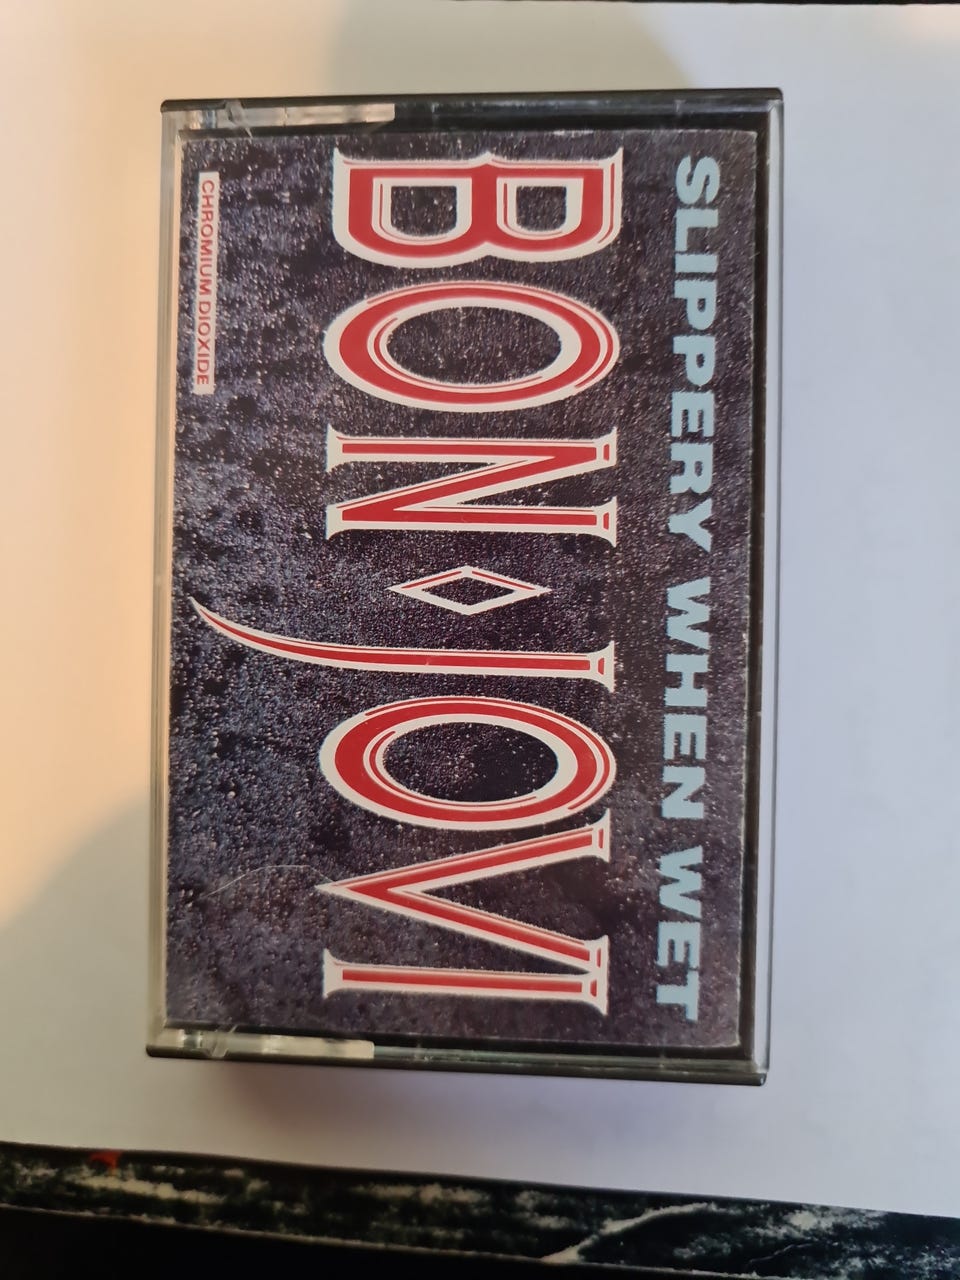 SLIPPERY WHEN WET
BON JOVI
CHROMIUM DIOXIDE